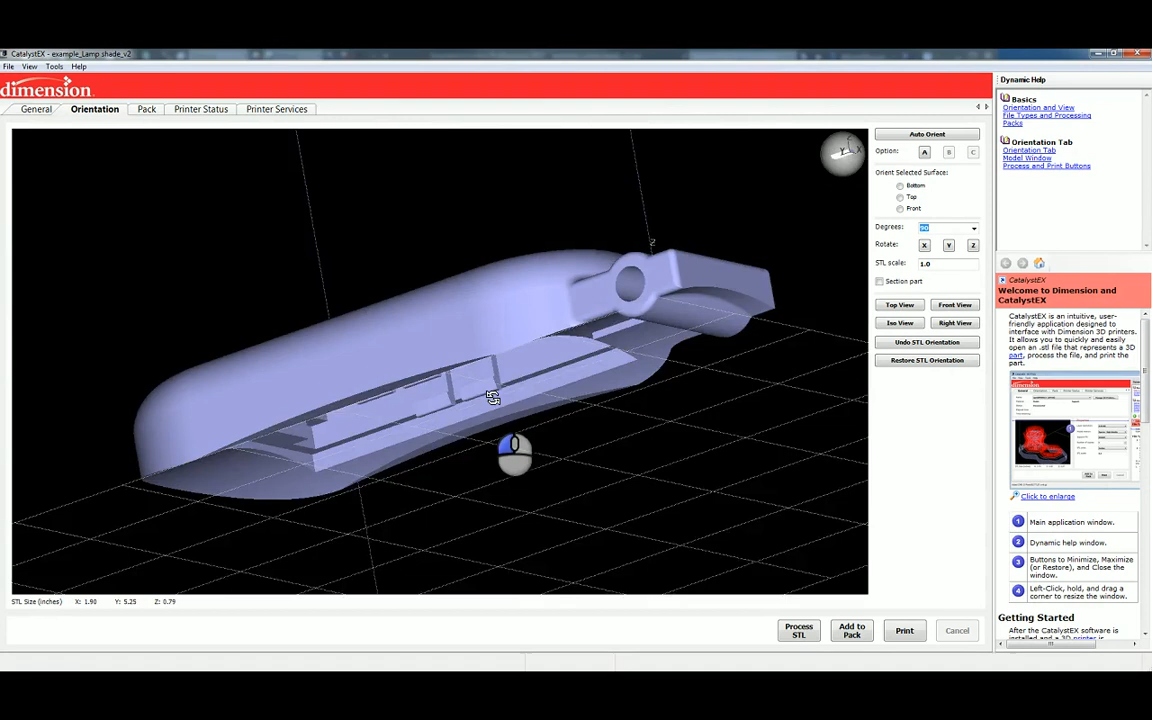 CatalystEX - example_Lamp shade_v2
File View Tools Help
dimension
General Orientation Pack Printer Status Printer Services
Auto Orient
Option: A B C
Orient Selected Surface:
Bottom
Top
Front
Degrees: 90
Rotate: X Y Z
STL scale: 1.0
Section part
Top View Front View
Iso View Right View
Undo STL Orientation
Restore STL Orientation
STL Size (inches) X: 1.90 Y: 5.25 Z: 0.79
Process STL
Add to Pack
Print
Cancel
Dynamic Help
Basics
Orientation and View
File Types and Processing
Packs
Orientation Tab
Orientation Tab
Model Window
Process and Print Buttons
CatalystEX
Welcome to Dimension and
CatalystEX
CatalystEX is an intuitive, user-
friendly application designed to
interface with Dimension 3D printers.
It allows you to quickly and easily
open an .stl file that represents a 3D
part, process the file, and print the
part.
Click to enlarge
1 Main application window.
2 Dynamic help window.
3 Buttons to Minimize, Maximize
(or Restore), and Close the
window.
4 Left-Click, hold, and drag a
corner to resize the window.
Getting Started
After the CatalystEX software is
installed and a 3D printer is